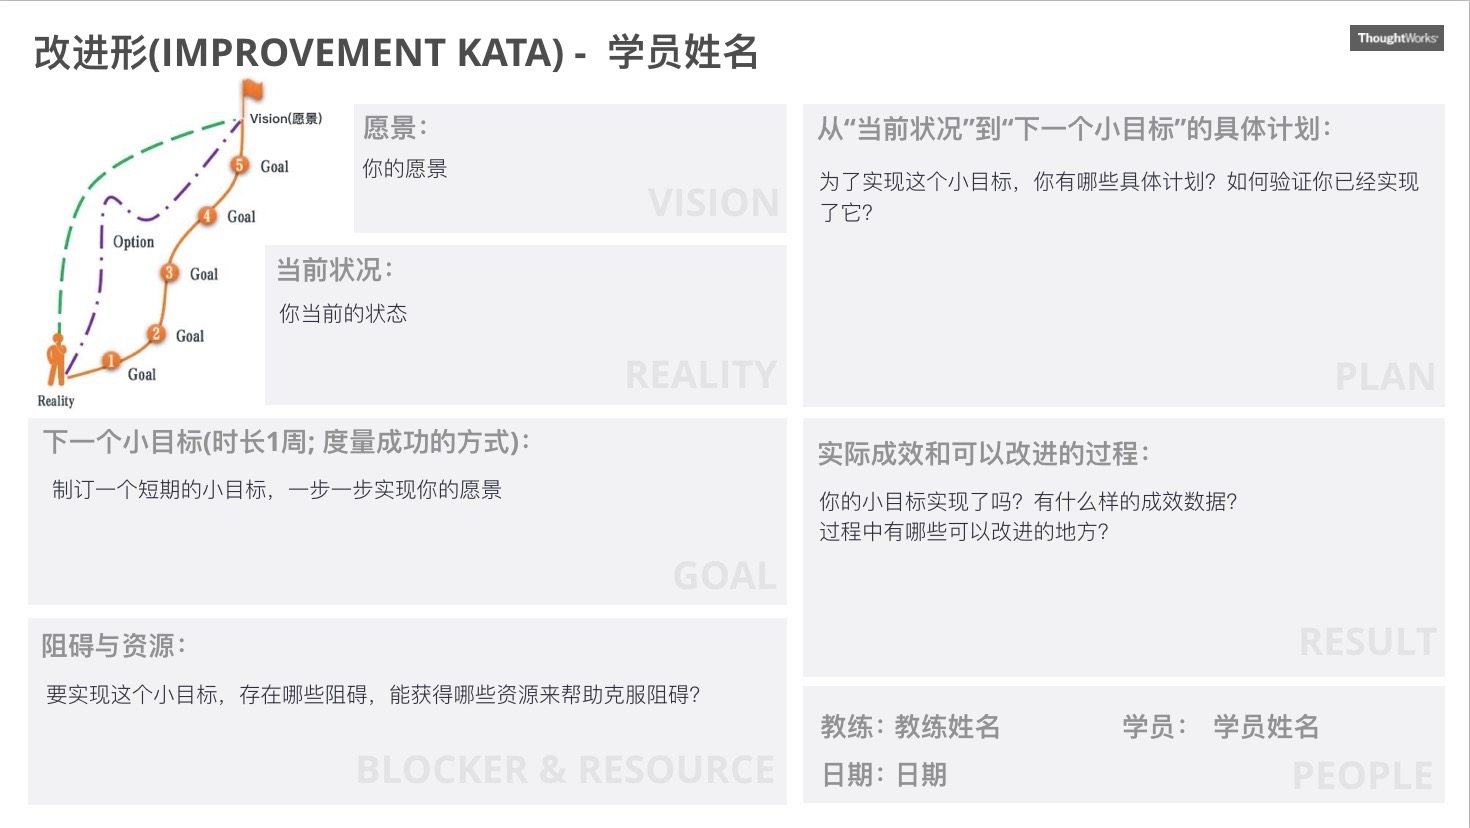 改进形(IMPROVEMENT KATA) - 学员姓名
ThoughtWorks
Vision(愿景)
5 Goal
4 Goal
Option
3 Goal
2 Goal
1 Goal
Reality
愿景：
你的愿景
VISION
当前状况：
你当前的状态
REALITY
下一个小目标(时长1周; 度量成功的方式)：
制订一个短期的小目标，一步一步实现你的愿景
GOAL
阻碍与资源：
要实现这个小目标，存在哪些阻碍，能获得哪些资源来帮助克服阻碍？
BLOCKER & RESOURCE
从“当前状况”到“下一个小目标”的具体计划：
为了实现这个小目标，你有哪些具体计划？如何验证你已经实现
了它？
PLAN
实际成效和可以改进的过程：
你的小目标实现了吗？有什么样的成效数据？
过程中有哪些可以改进的地方？
RESULT
教练：教练姓名 学员： 学员姓名
日期：日期
PEOPLE